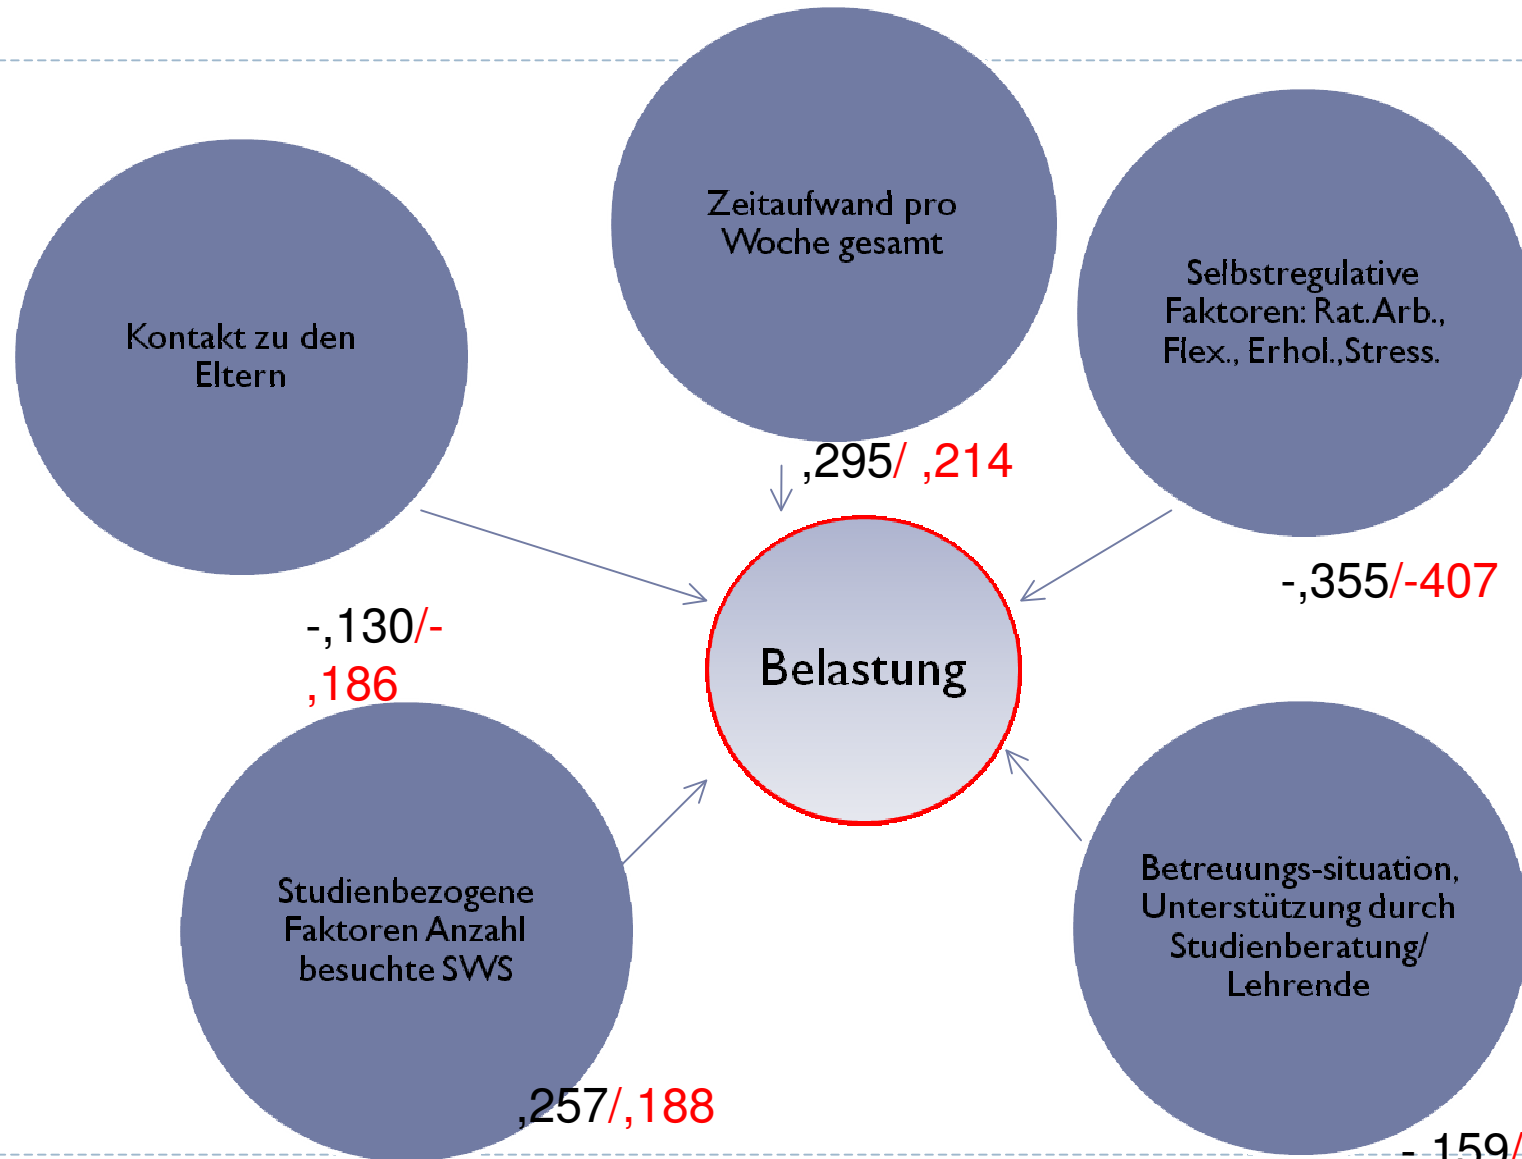 Zeitaufwand pro
Woche gesamt
Selbstregulative
Faktoren: Rat.Arb.,
Flex., Erhol.,Stress.
Kontakt zu den
Eltern
,295/ ,214
-,355/-407
-,130/-
,186
Belastung
Studienbezogene
Faktoren Anzahl
besuchte SWS
Betreuungs-situation,
Unterstützung durch
Studienberatung/
Lehrende
,257/,188
-,159/